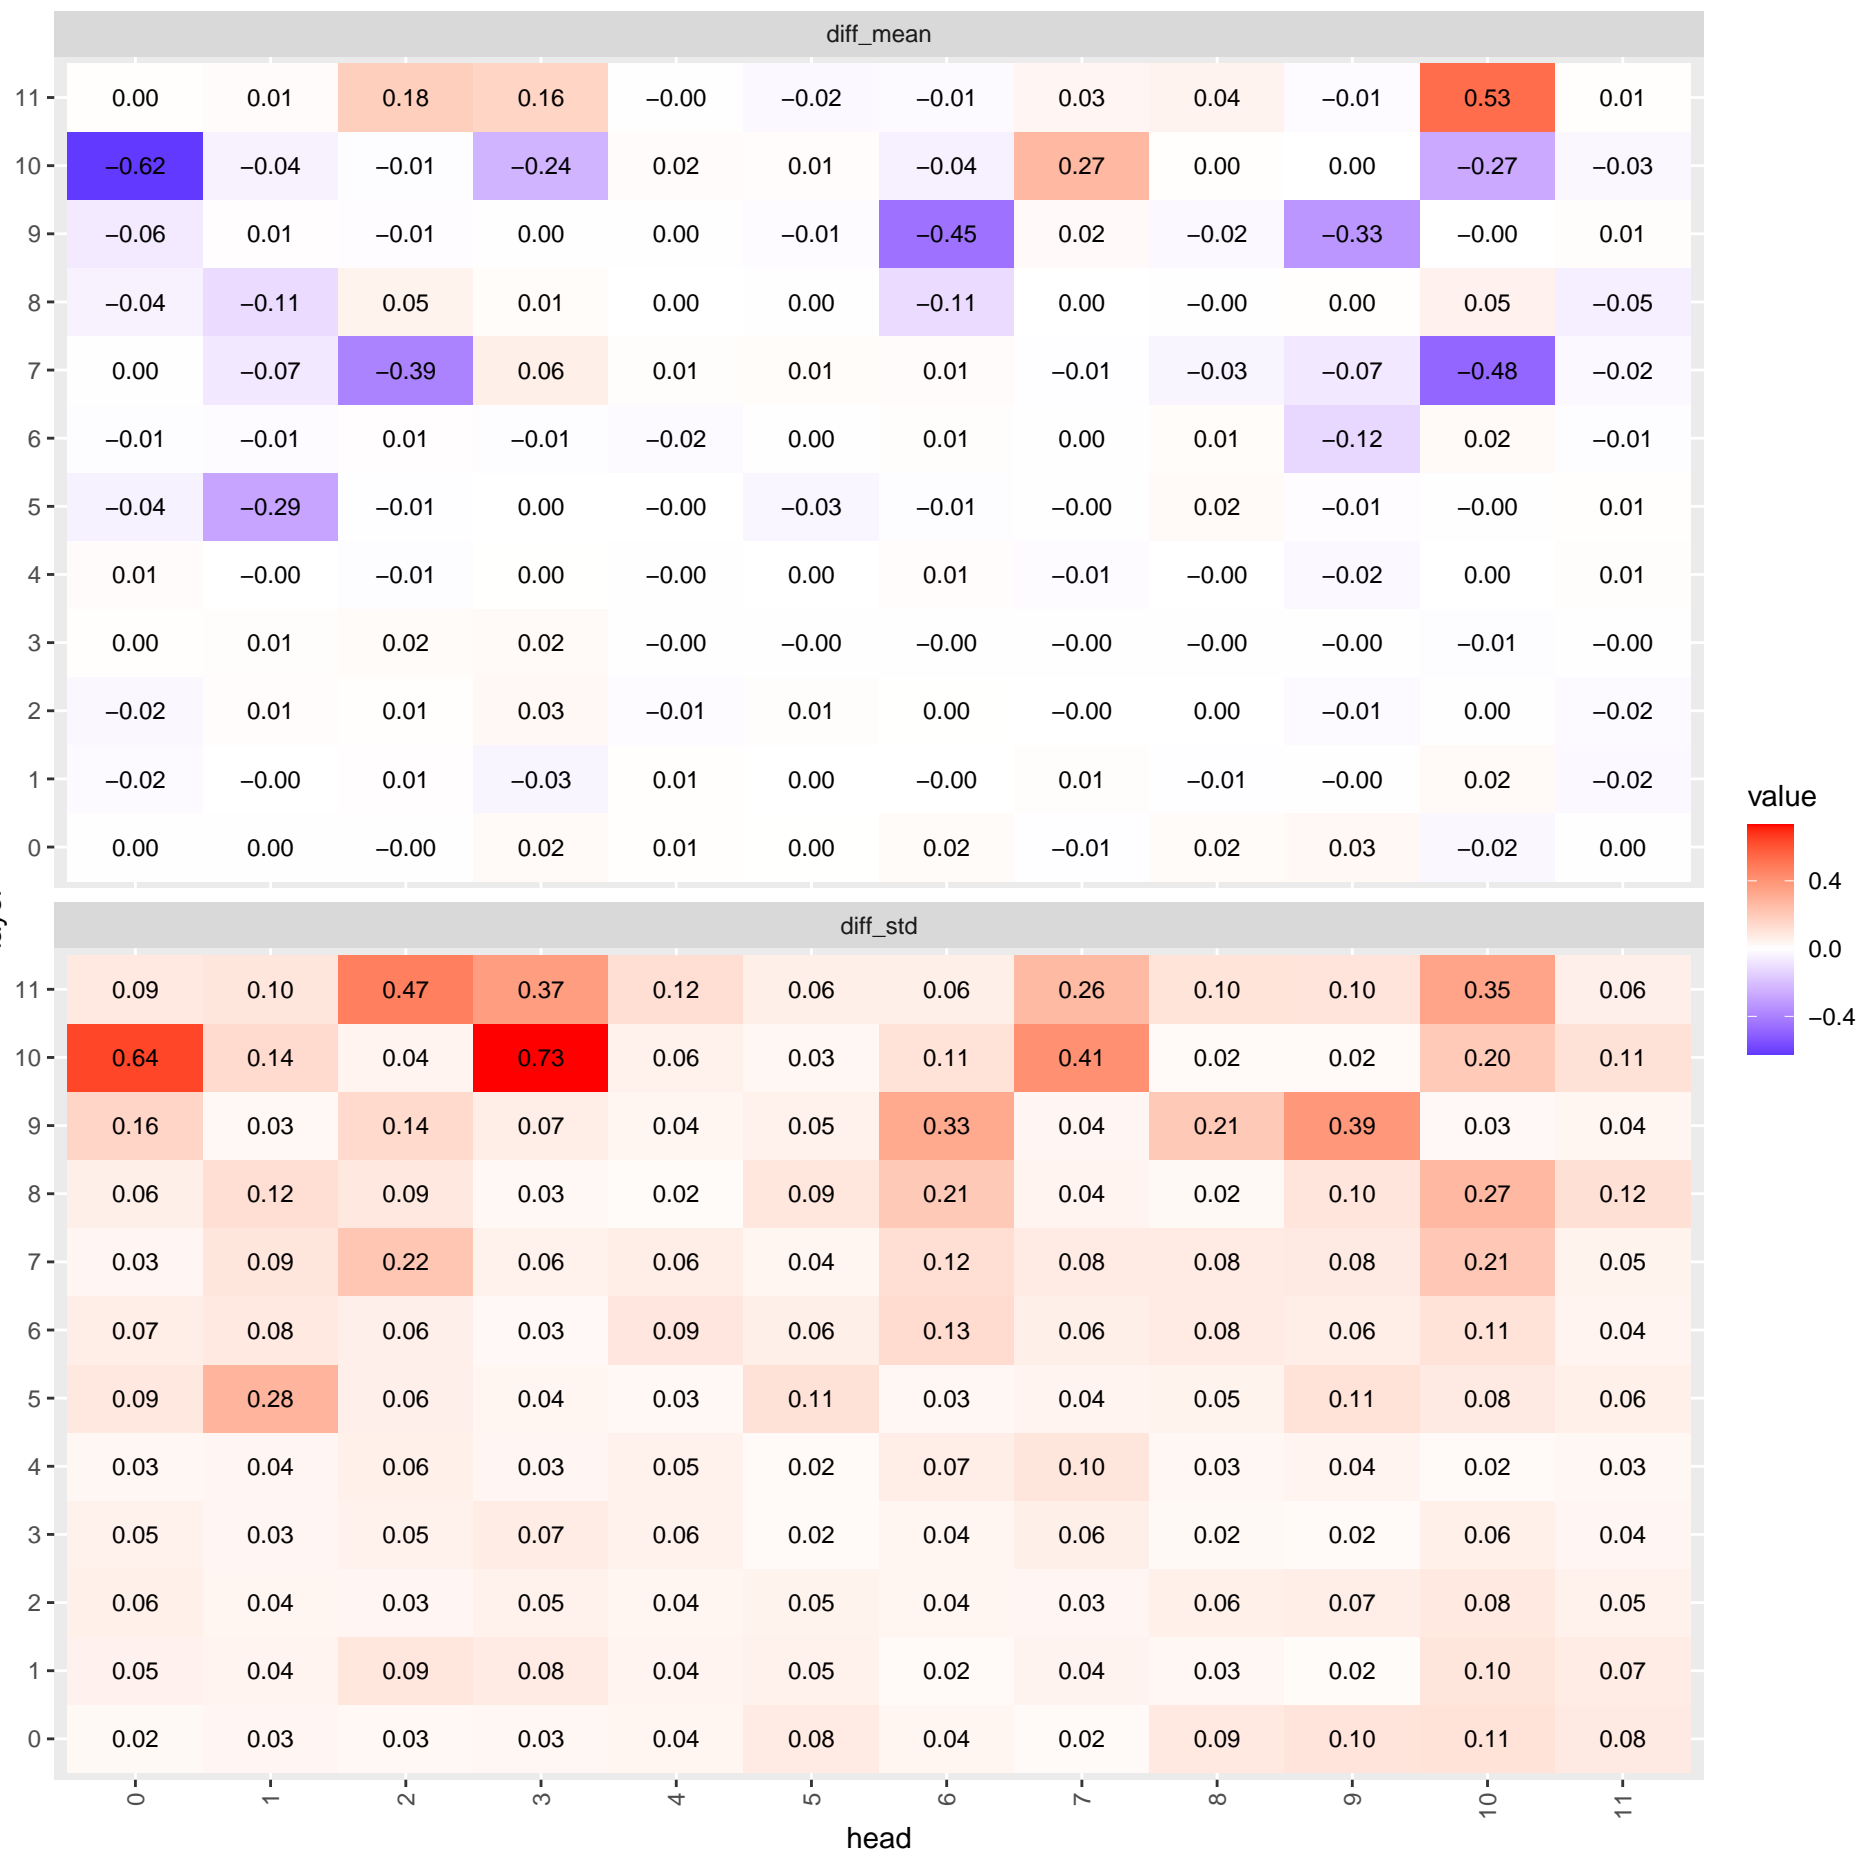 diff_mean
11 0.00 0.01 0.18 0.16 −0.00 −0.02 −0.01 0.03 0.04 −0.01 0.53 0.01
10 −0.62 −0.04 −0.01 −0.24 0.02 0.01 −0.04 0.27 0.00 0.00 −0.27 −0.03
9 −0.06 0.01 −0.01 0.00 0.00 −0.01 −0.45 0.02 −0.02 −0.33 −0.00 0.01
8 −0.04 −0.11 0.05 0.01 0.00 0.00 −0.11 0.00 −0.00 0.00 0.05 −0.05
7 0.00 −0.07 −0.39 0.06 0.01 0.01 0.01 −0.01 −0.03 −0.07 −0.48 −0.02
6 −0.01 −0.01 0.01 −0.01 −0.02 0.00 0.01 0.00 0.01 −0.12 0.02 −0.01
5 −0.04 −0.29 −0.01 0.00 −0.00 −0.03 −0.01 −0.00 0.02 −0.01 −0.00 0.01
4 0.01 −0.00 −0.01 0.00 −0.00 0.00 0.01 −0.01 −0.00 −0.02 0.00 0.01
3 0.00 0.01 0.02 0.02 −0.00 −0.00 −0.00 −0.00 −0.00 −0.00 −0.01 −0.00
2 −0.02 0.01 0.01 0.03 −0.01 0.01 0.00 −0.00 0.00 −0.01 0.00 −0.02
1 −0.02 −0.00 0.01 −0.03 0.01 0.00 −0.00 0.01 −0.01 −0.00 0.02 −0.02
0 0.00 0.00 −0.00 0.02 0.01 0.00 0.02 −0.01 0.02 0.03 −0.02 0.00
diff_std
11 0.09 0.10 0.47 0.37 0.12 0.06 0.06 0.26 0.10 0.10 0.35 0.06
10 0.64 0.14 0.04 0.73 0.06 0.03 0.11 0.41 0.02 0.02 0.20 0.11
9 0.16 0.03 0.14 0.07 0.04 0.05 0.33 0.04 0.21 0.39 0.03 0.04
8 0.06 0.12 0.09 0.03 0.02 0.09 0.21 0.04 0.02 0.10 0.27 0.12
7 0.03 0.09 0.22 0.06 0.06 0.04 0.12 0.08 0.08 0.08 0.21 0.05
6 0.07 0.08 0.06 0.03 0.09 0.06 0.13 0.06 0.08 0.06 0.11 0.04
5 0.09 0.28 0.06 0.04 0.03 0.11 0.03 0.04 0.05 0.11 0.08 0.06
4 0.03 0.04 0.06 0.03 0.05 0.02 0.07 0.10 0.03 0.04 0.02 0.03
3 0.05 0.03 0.05 0.07 0.06 0.02 0.04 0.06 0.02 0.02 0.06 0.04
2 0.06 0.04 0.03 0.05 0.04 0.05 0.04 0.03 0.06 0.07 0.08 0.05
1 0.05 0.04 0.09 0.08 0.04 0.05 0.02 0.04 0.03 0.02 0.10 0.07
0 0.02 0.03 0.03 0.03 0.04 0.08 0.04 0.02 0.09 0.10 0.11 0.08
0 1 2 3 4 5 6 7 8 9 10 11
head
value
0.4
0.0
−0.4